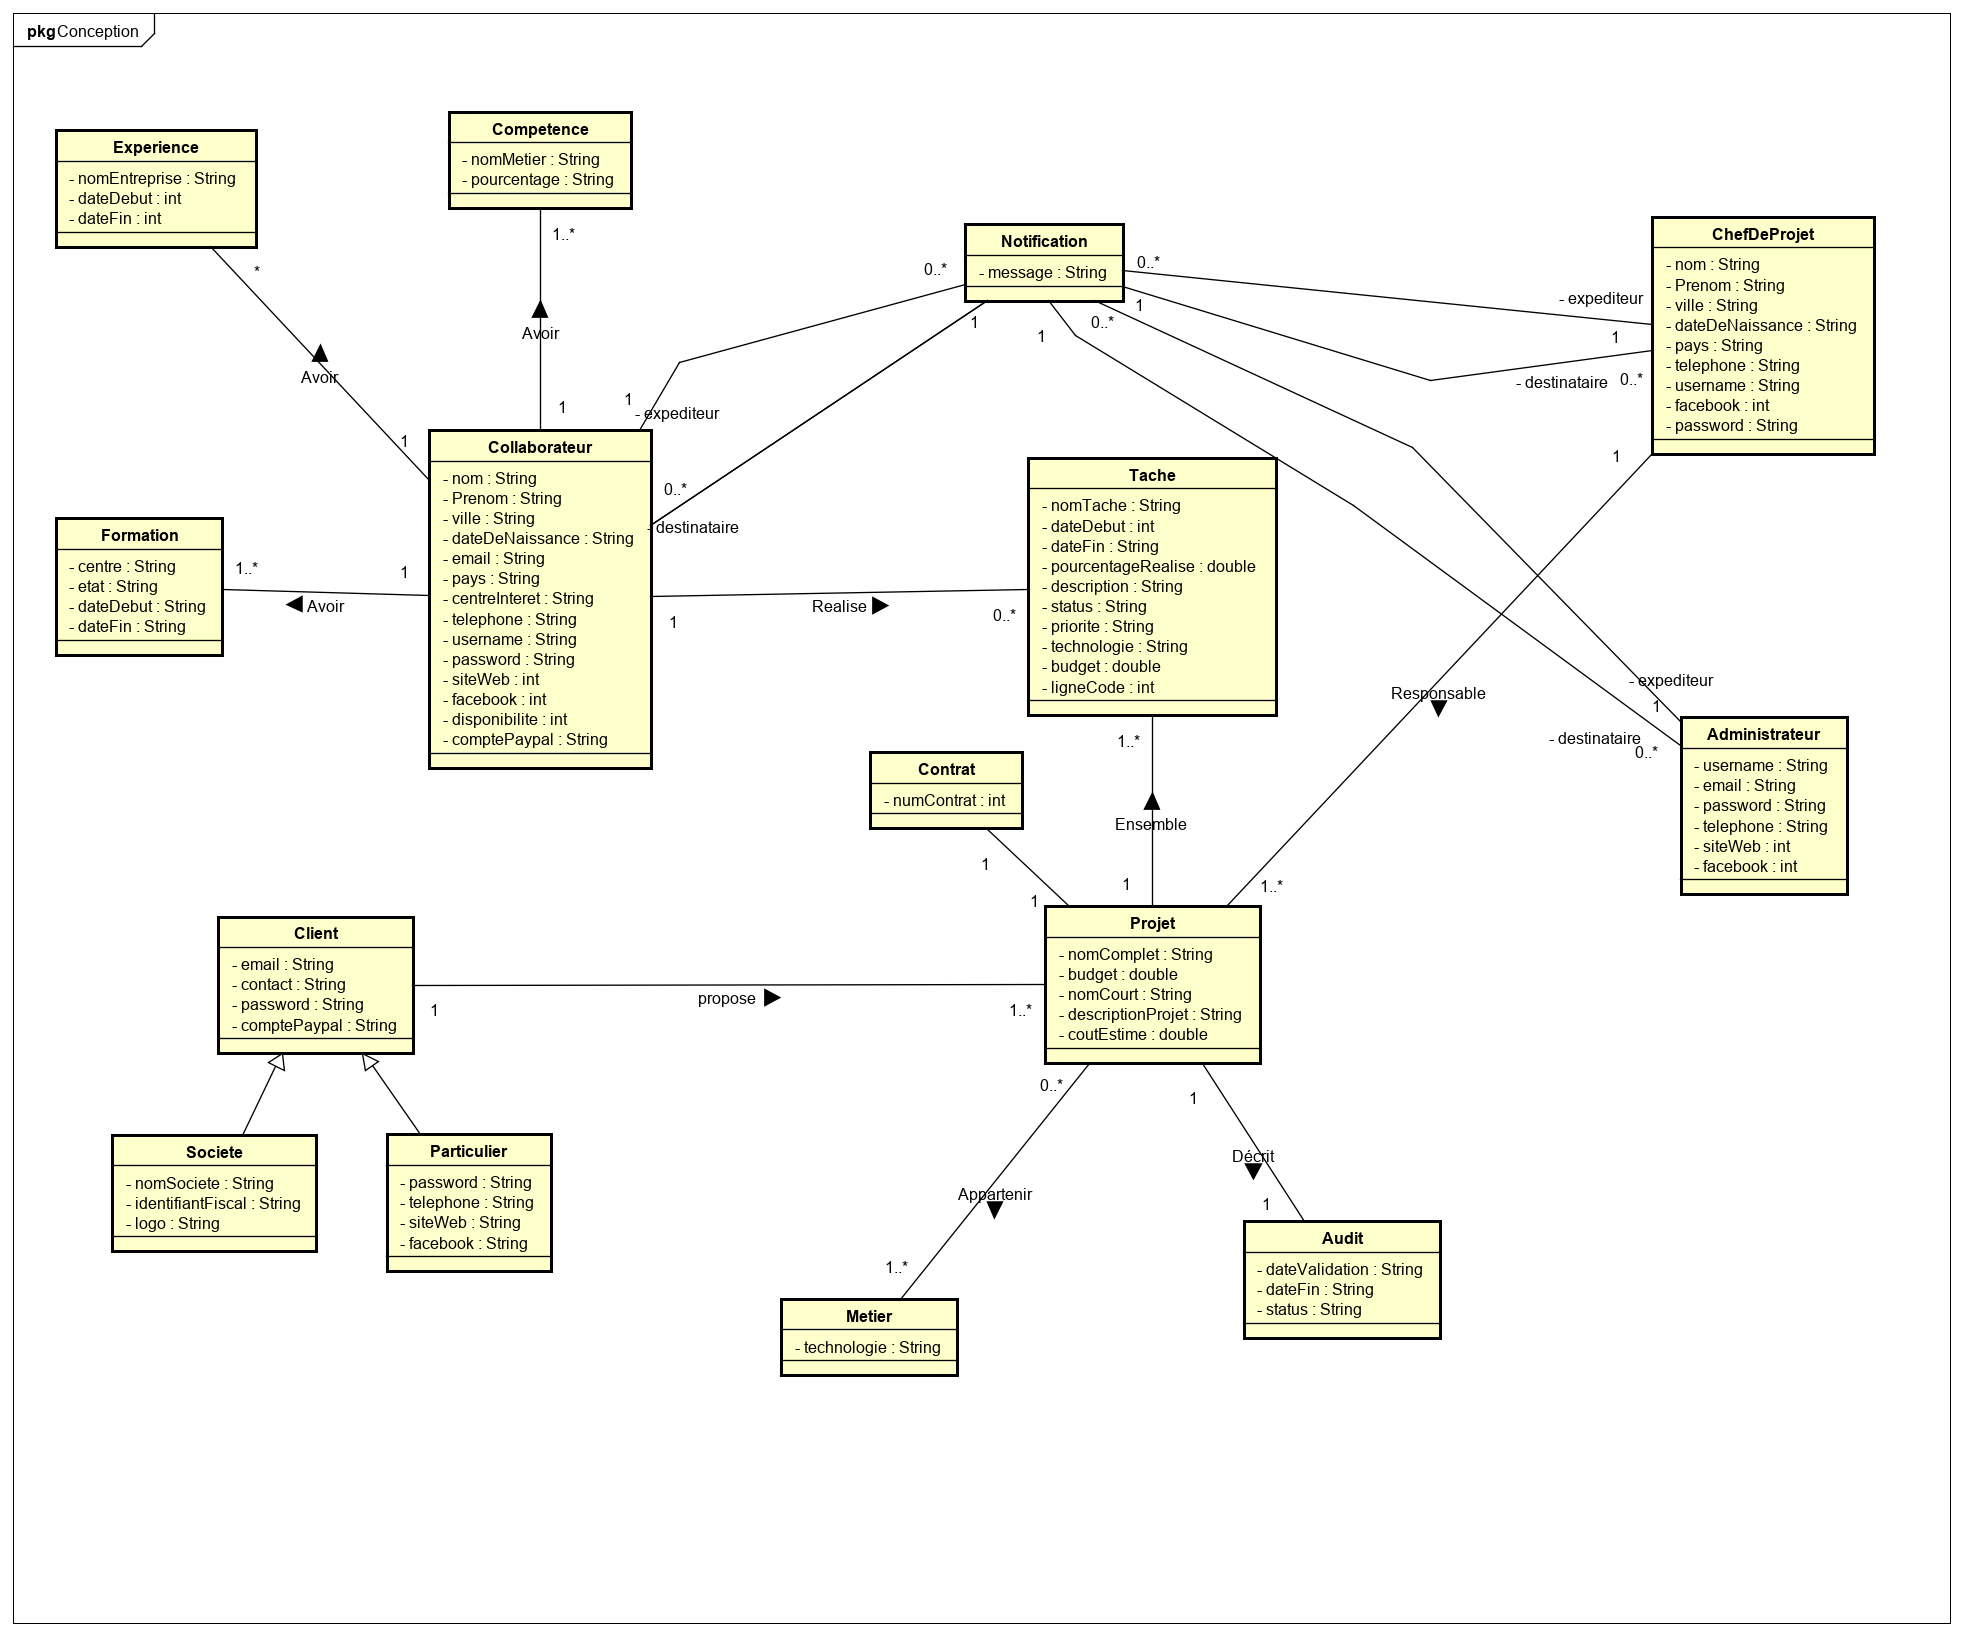 pkg Conception
Experience
- nomEntreprise : String
- dateDebut : int
- dateFin : int
*
Avoir
1
Competence
- nomMetier : String
- pourcentage : String
1..*
Avoir
1
Notification
- message : String
0..*
1
- expediteur
1
0..*
- destinataire
0..*
- expediteur
1
1
- destinataire
0..*
0..*
- expediteur
1
1
- destinataire
0..*
ChefDeProjet
- nom : String
- Prenom : String
- ville : String
- dateDeNaissance : String
- pays : String
- telephone : String
- username : String
- facebook : int
- password : String
1
Responsable
1..*
Formation
- centre : String
- etat : String
- dateDebut : String
- dateFin : String
1..*
Avoir
1
Collaborateur
- nom : String
- Prenom : String
- ville : String
- dateDeNaissance : String
- email : String
- pays : String
- centreInteret : String
- telephone : String
- username : String
- password : String
- siteWeb : int
- facebook : int
- disponibilite : int
- comptePaypal : String
1
Realise
0..*
Tache
- nomTache : String
- dateDebut : int
- dateFin : String
- pourcentageRealise : double
- description : String
- status : String
- priorite : String
- technologie : String
- budget : double
- ligneCode : int
1..*
Ensemble
1
Administrateur
- username : String
- email : String
- password : String
- telephone : String
- siteWeb : int
- facebook : int
Contrat
- numContrat : int
1
1
Client
- email : String
- contact : String
- password : String
- comptePaypal : String
1
propose
1..*
Projet
- nomComplet : String
- budget : double
- nomCourt : String
- descriptionProjet : String
- coutEstime : double
0..*
Appartenir
1..*
1
Décrit
1
Societe
- nomSociete : String
- identifiantFiscal : String
- logo : String
Particulier
- password : String
- telephone : String
- siteWeb : String
- facebook : String
Metier
- technologie : String
Audit
- dateValidation : String
- dateFin : String
- status : String